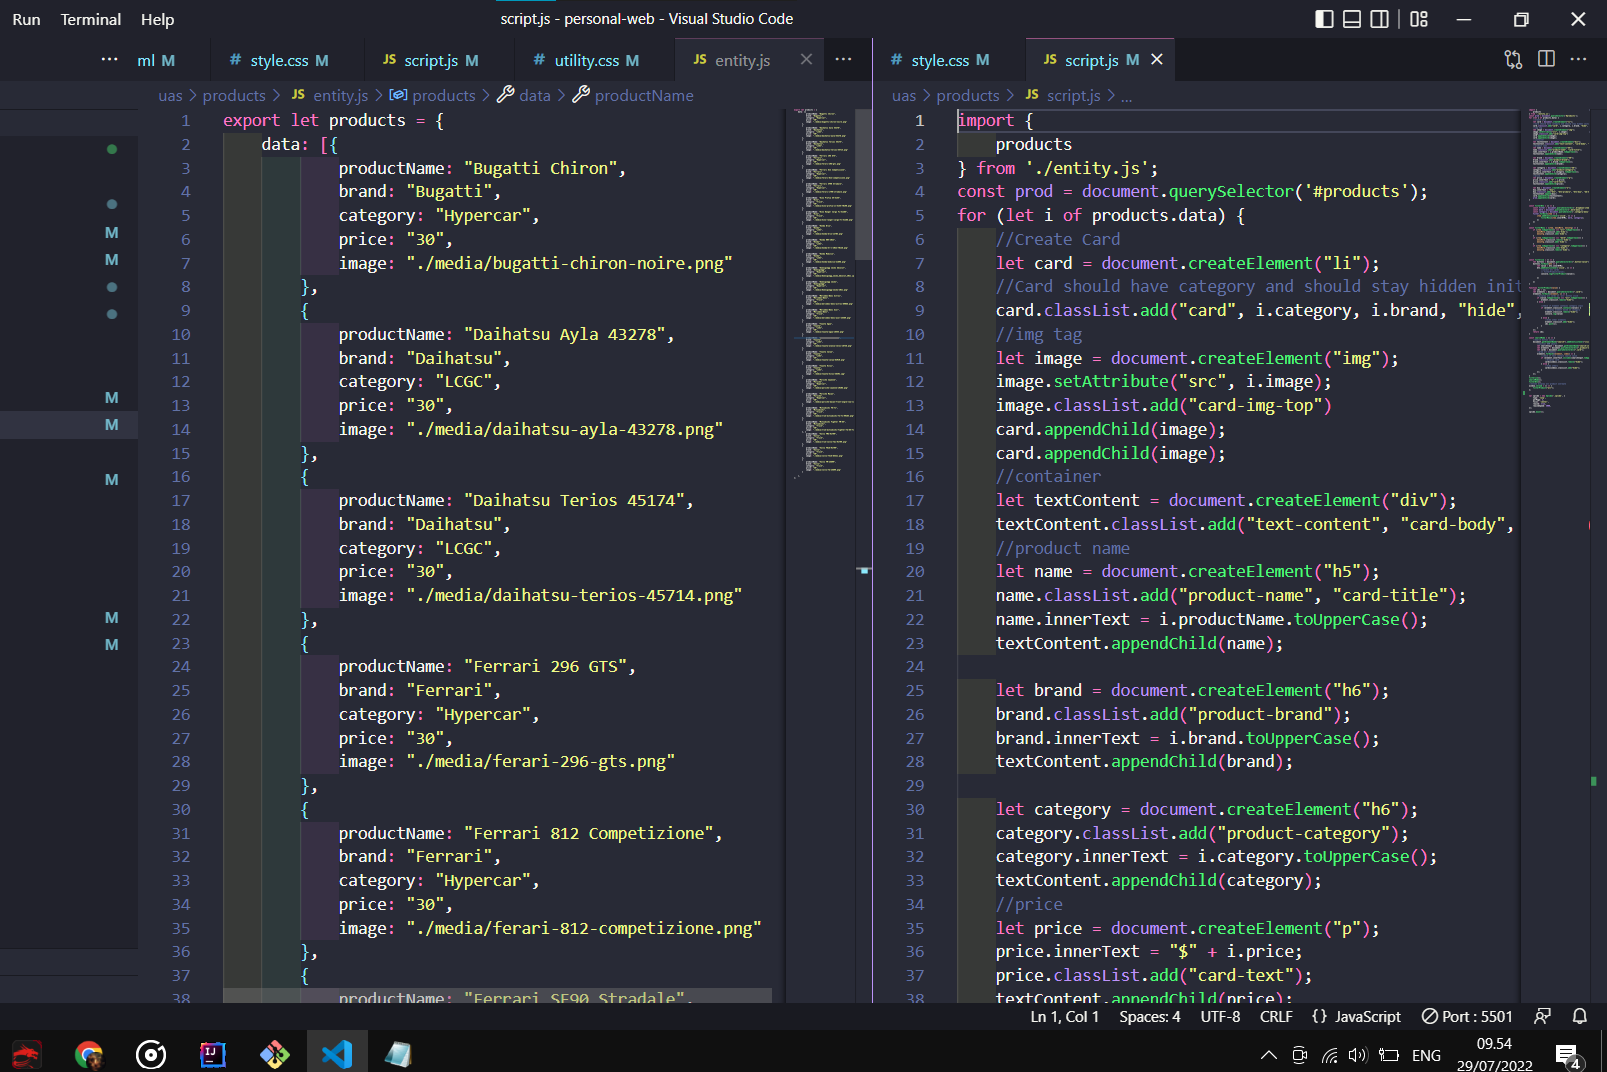 Run Terminal Help
script.js - personal-web - Visual Studio Code
··· ml M
# style.css M
JS script.js M
# utility.css M
JS entity.js
···
# style.css M
JS script.js M
···
uas > products > JS entity.js > products > data > productName
uas > products > JS script.js > ...
1 export let products = {
2 data: [{
3 productName: "Bugatti Chiron",
4 brand: "Bugatti",
5 category: "Hypercar",
6 price: "30",
7 image: "./media/bugatti-chiron-noire.png"
8 },
9 {
10 productName: "Daihatsu Ayla 43278",
11 brand: "Daihatsu",
12 category: "LCGC",
13 price: "30",
14 image: "./media/daihatsu-ayla-43278.png"
15 },
16 {
17 productName: "Daihatsu Terios 45174",
18 brand: "Daihatsu",
19 category: "LCGC",
20 price: "30",
21 image: "./media/daihatsu-terios-45714.png"
22 },
23 {
24 productName: "Ferrari 296 GTS",
25 brand: "Ferrari",
26 category: "Hypercar",
27 price: "30",
28 image: "./media/ferari-296-gts.png"
29 },
30 {
31 productName: "Ferrari 812 Competizione",
32 brand: "Ferrari",
33 category: "Hypercar",
34 price: "30",
35 image: "./media/ferari-812-competizione.png"
36 },
37 {
38 productName: "Ferrari SF90 Stradale",
1 import {
2 products
3 } from './entity.js';
4 const prod = document.querySelector('#products');
5 for (let i of products.data) {
6 //Create Card
7 let card = document.createElement("li");
8 //Card should have category and should stay hidden init
9 card.classList.add("card", i.category, i.brand, "hide",
10 //img tag
11 let image = document.createElement("img");
12 image.setAttribute("src", i.image);
13 image.classList.add("card-img-top")
14 card.appendChild(image);
15 card.appendChild(image);
16 //container
17 let textContent = document.createElement("div");
18 textContent.classList.add("text-content", "card-body",
19 //product name
20 let name = document.createElement("h5");
21 name.classList.add("product-name", "card-title");
22 name.innerText = i.productName.toUpperCase();
23 textContent.appendChild(name);
24
25 let brand = document.createElement("h6");
26 brand.classList.add("product-brand");
27 brand.innerText = i.brand.toUpperCase();
28 textContent.appendChild(brand);
29
30 let category = document.createElement("h6");
31 category.classList.add("product-category");
32 category.innerText = i.category.toUpperCase();
33 textContent.appendChild(category);
34 //price
35 let price = document.createElement("p");
36 price.innerText = "$" + i.price;
37 price.classList.add("card-text");
38 textContent.appendChild(price);
M
M
M
M
M
M
M
Ln 1, Col 1 Spaces: 4 UTF-8 CRLF {} JavaScript Port : 5501
IJ
ENG
09.54
29/07/2022
4